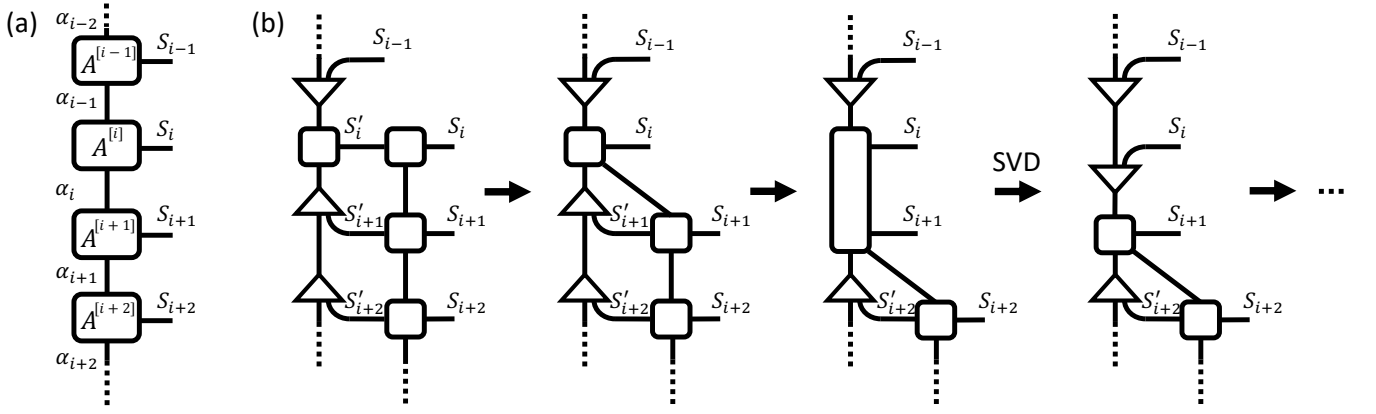 (a)
α_{i−2}
A^{[i−1]} S_{i−1}
α_{i−1}
A^{[i]} S_i
α_i
A^{[i+1]} S_{i+1}
α_{i+1}
A^{[i+2]} S_{i+2}
α_{i+2}
(b)
S_{i−1}
S′_i S_i
S′_{i+1} S_{i+1}
S′_{i+2} S_{i+2}
S_{i−1}
S_i
S′_{i+1} S_{i+1}
S′_{i+2} S_{i+2}
S_{i−1}
S_i
S_{i+1}
S′_{i+2} S_{i+2}
SVD
S_{i−1}
S_i
S_{i+1}
S′_{i+2} S_{i+2}
...